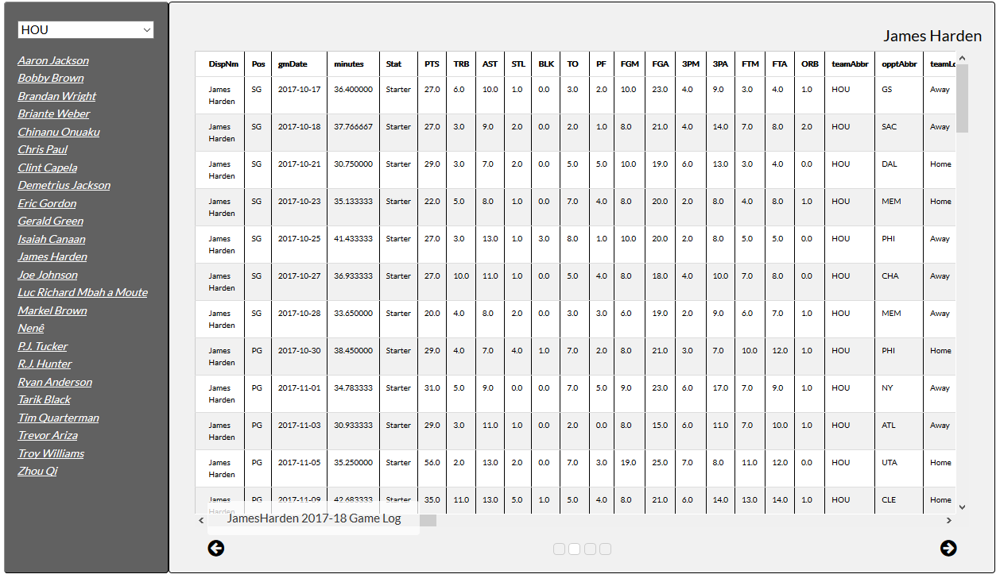 HOU
Aaron Jackson
Bobby Brown
Brandan Wright
Briante Weber
Chinanu Onuaku
Chris Paul
Clint Capela
Demetrius Jackson
Eric Gordon
Gerald Green
Isaiah Canaan
James Harden
Joe Johnson
Luc Richard Mbah a Moute
Markel Brown
Nenê
P.J. Tucker
R.J. Hunter
Ryan Anderson
Tarik Black
Tim Quarterman
Trevor Ariza
Troy Williams
Zhou Qi
James Harden
DispNm Pos gmDate minutes Stat PTS TRB AST STL BLK TO PF FGM FGA 3PM 3PA FTM FTA ORB teamAbbr opptAbbr teamLo
James SG 2017-10-17 36.400000 Starter 27.0 6.0 10.0 1.0 0.0 3.0 2.0 10.0 23.0 4.0 9.0 3.0 4.0 1.0 HOU GS Away
Harden
James SG 2017-10-18 37.766667 Starter 27.0 3.0 9.0 2.0 0.0 2.0 1.0 8.0 21.0 4.0 14.0 7.0 8.0 2.0 HOU SAC Away
Harden
James SG 2017-10-21 30.750000 Starter 29.0 3.0 7.0 2.0 0.0 5.0 5.0 10.0 19.0 6.0 13.0 3.0 4.0 0.0 HOU DAL Home
Harden
James SG 2017-10-23 35.133333 Starter 22.0 5.0 8.0 1.0 0.0 7.0 4.0 8.0 20.0 2.0 8.0 4.0 8.0 1.0 HOU MEM Home
Harden
James SG 2017-10-25 41.433333 Starter 27.0 3.0 13.0 1.0 3.0 8.0 1.0 10.0 20.0 2.0 8.0 5.0 5.0 0.0 HOU PHI Away
Harden
James SG 2017-10-27 36.933333 Starter 27.0 10.0 11.0 1.0 0.0 5.0 4.0 8.0 18.0 4.0 10.0 7.0 8.0 0.0 HOU CHA Away
Harden
James SG 2017-10-28 33.650000 Starter 20.0 4.0 8.0 2.0 0.0 3.0 3.0 6.0 19.0 2.0 9.0 6.0 7.0 1.0 HOU MEM Away
Harden
James PG 2017-10-30 38.450000 Starter 29.0 4.0 7.0 4.0 1.0 7.0 2.0 8.0 21.0 3.0 7.0 10.0 12.0 1.0 HOU PHI Home
Harden
James PG 2017-11-01 34.783333 Starter 31.0 5.0 9.0 0.0 0.0 7.0 5.0 9.0 23.0 6.0 17.0 7.0 9.0 1.0 HOU NY Away
Harden
James PG 2017-11-03 30.933333 Starter 29.0 3.0 11.0 1.0 0.0 2.0 0.0 8.0 15.0 6.0 11.0 7.0 10.0 1.0 HOU ATL Away
Harden
James PG 2017-11-05 35.250000 Starter 56.0 2.0 13.0 2.0 0.0 7.0 3.0 19.0 25.0 7.0 8.0 11.0 12.0 0.0 HOU UTA Home
Harden
James PG 2017-11-09 42.683333 Starter 35.0 11.0 13.0 5.0 1.0 5.0 4.0 8.0 21.0 6.0 14.0 13.0 14.0 1.0 HOU CLE Home
Harden
JamesHarden 2017-18 Game Log